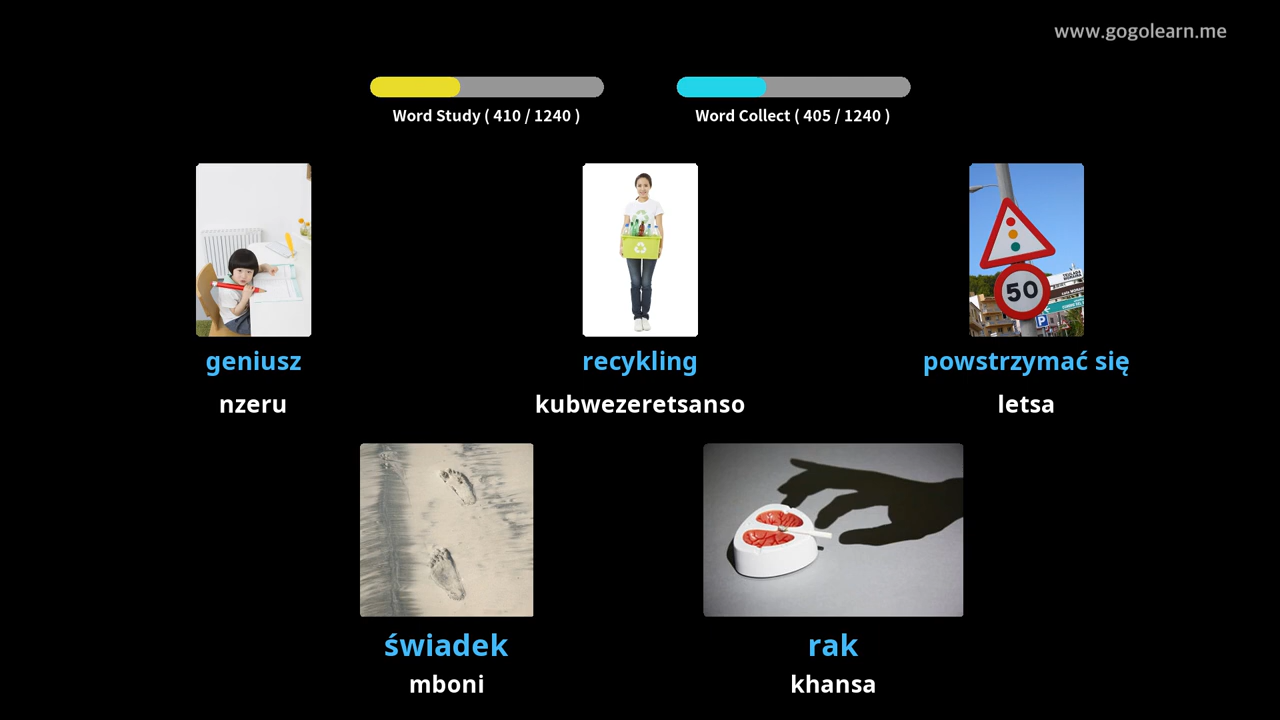 www.gogolearn.me
Word Study ( 410 / 1240 )
Word Collect ( 405 / 1240 )
50
P
geniusz
recykling
powstrzymać się
nzeru
kubwezeretsanso
letsa
świadek
rak
mboni
khansa